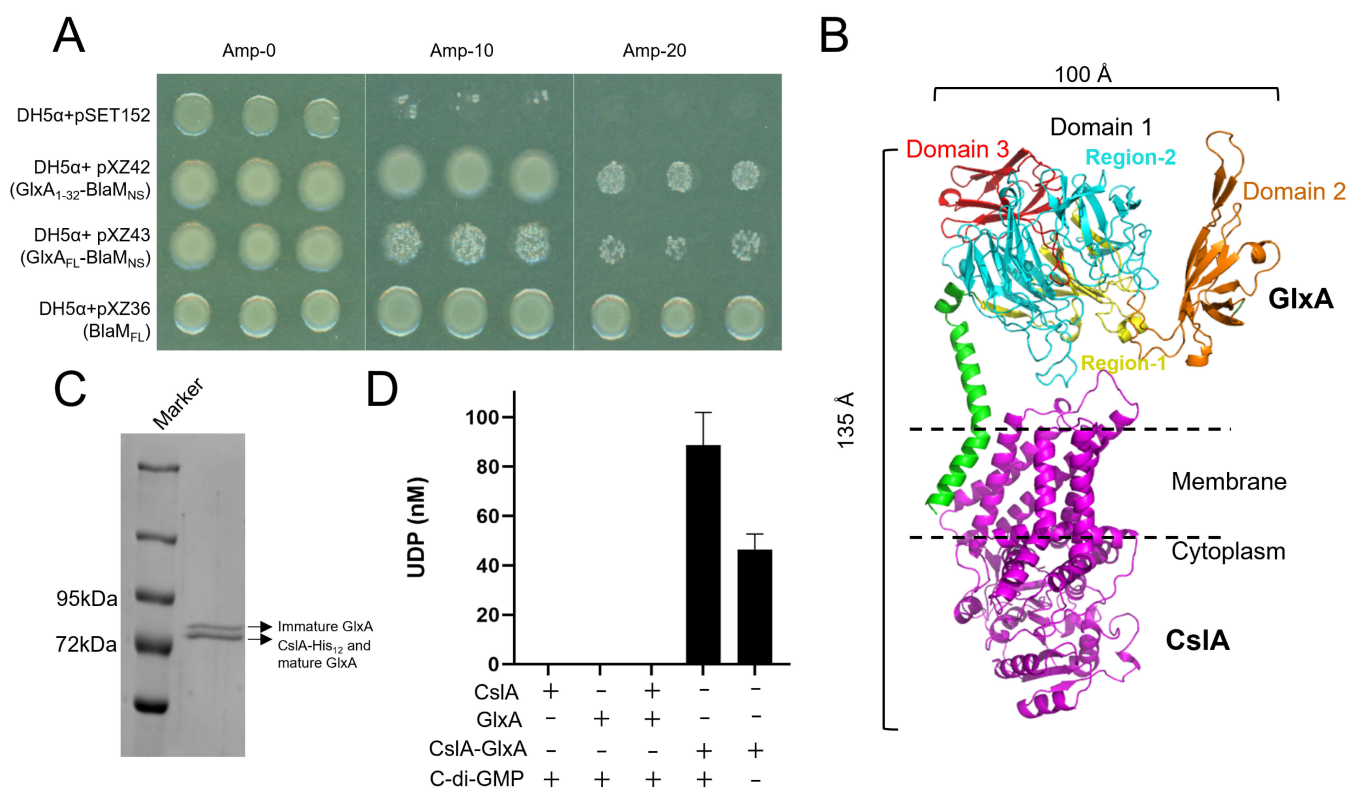 A
Amp-0 Amp-10 Amp-20
DH5α+pSET152
DH5α+ pXZ42
(GlxA1-32-BlaMNS)
DH5α+ pXZ43
(GlxAFL-BlaMNS)
DH5α+pXZ36
(BlaMFL)
B
100 Å
Domain 1
Domain 3
Region-2
Domain 2
GlxA
Region-1
135 Å
Membrane
Cytoplasm
CslA
C
Marker
95kDa
72kDa
Immature GlxA
CslA-His12 and
mature GlxA
D
UDP (nM)
100
80
60
40
20
0
CslA + - + - -
GlxA - + + - -
CslA-GlxA - - - + +
C-di-GMP + + + + -